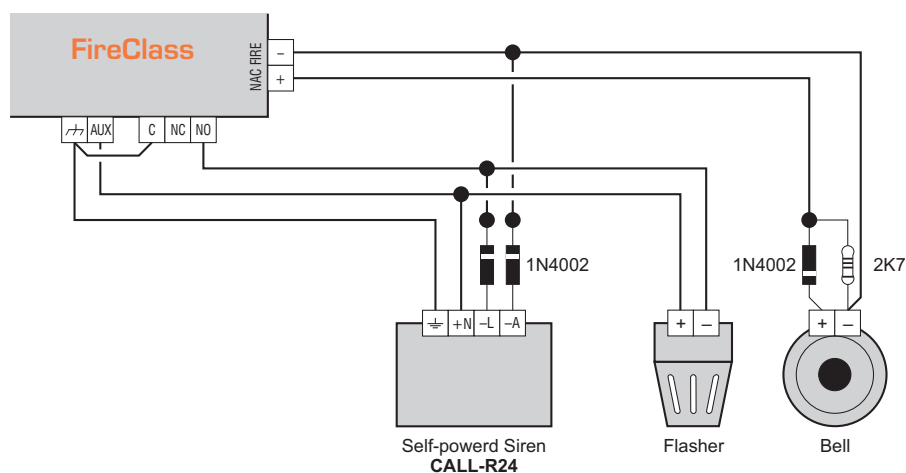 FireClass
NAC FIRE
–
+
AUX
C
NC
NO
1N4002
1N4002
2K7
+N
–L
–A
+
–
+
–
Self-powerd Siren
CALL-R24
Flasher
Bell